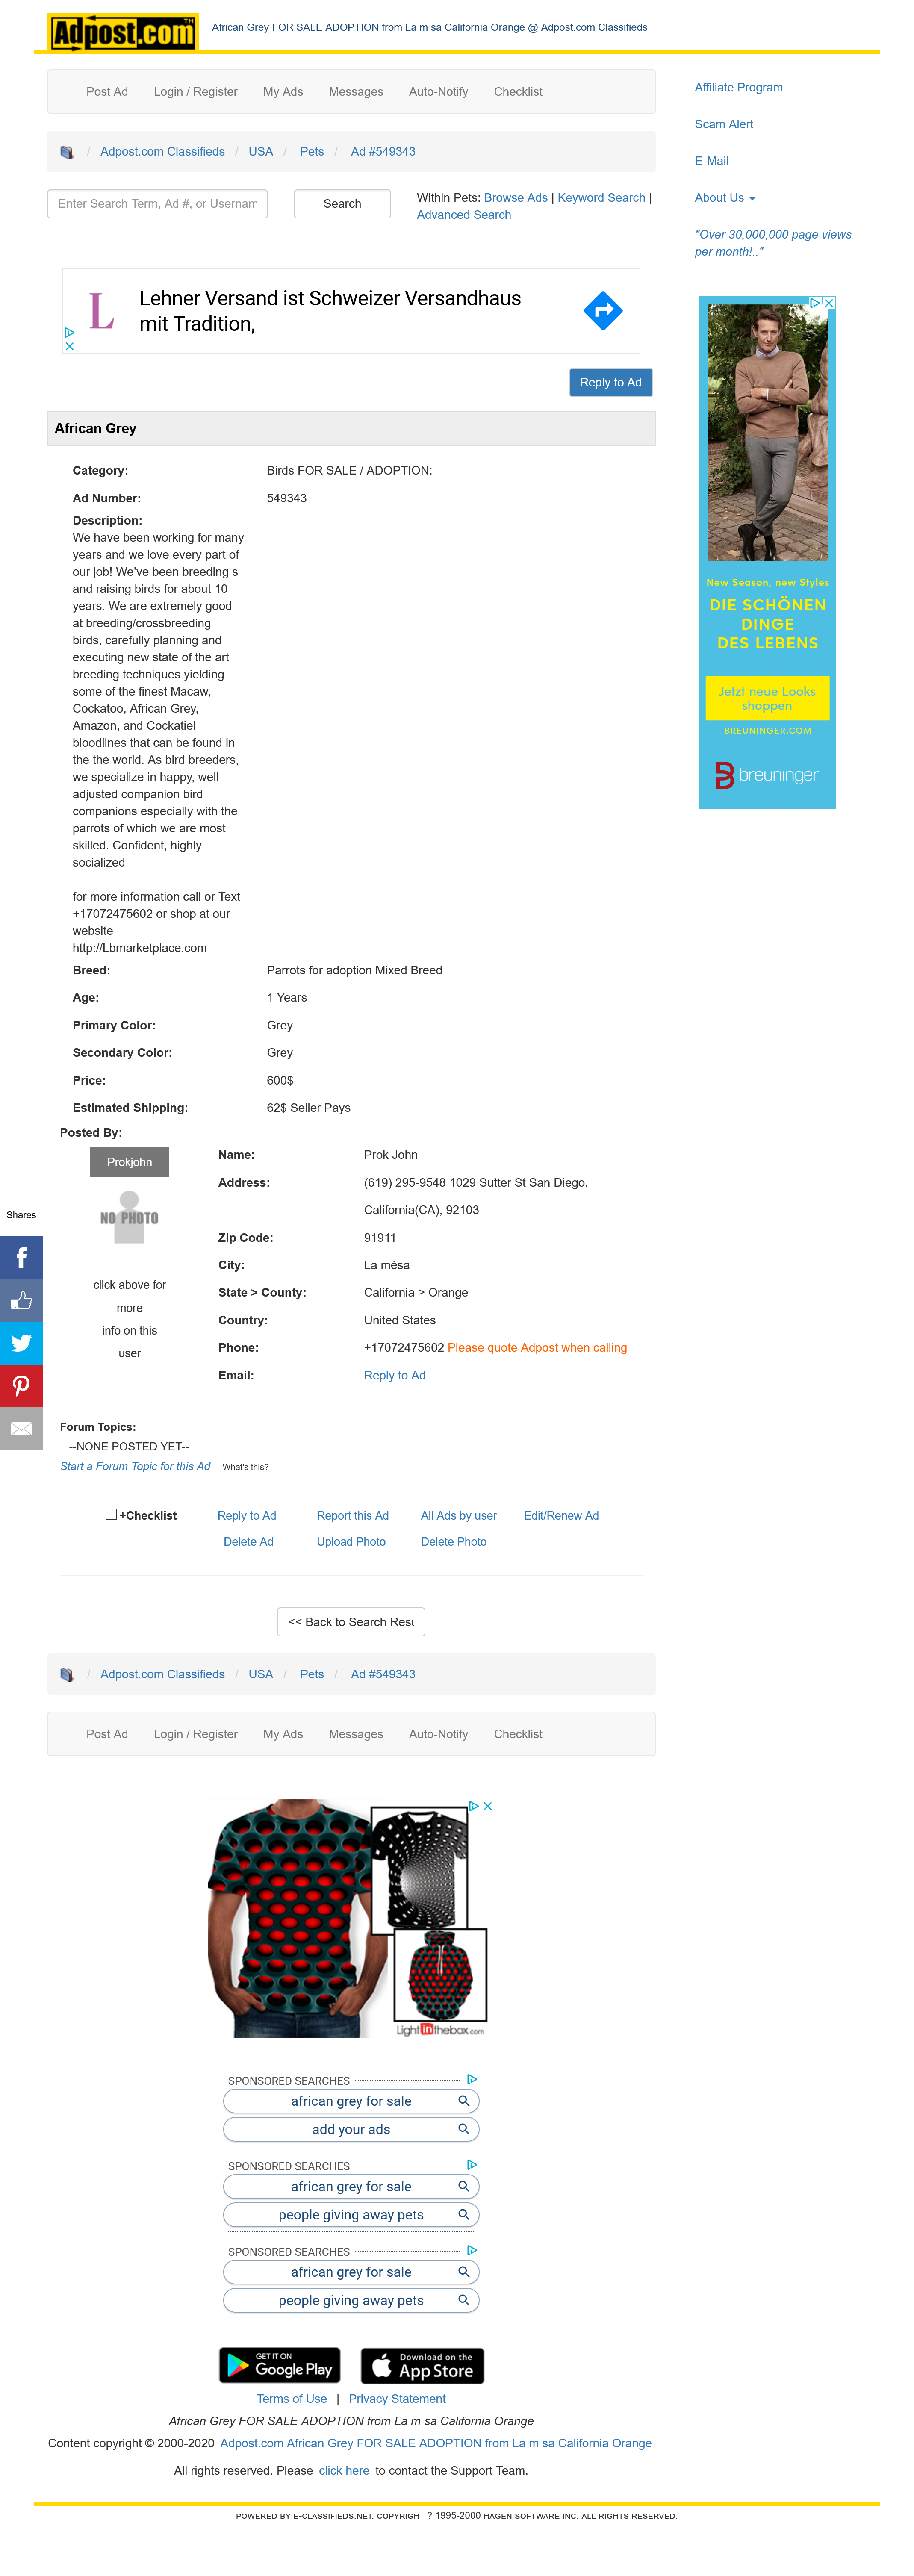 Adpost.com TM
African Grey FOR SALE ADOPTION from La m sa California Orange @ Adpost.com Classifieds
Post Ad Login / Register My Ads Messages Auto-Notify Checklist
/ Adpost.com Classifieds / USA / Pets / Ad #549343
Enter Search Term, Ad #, or Usernam
Search
Within Pets: Browse Ads | Keyword Search |
Advanced Search
Affiliate Program
Scam Alert
E-Mail
About Us
"Over 30,000,000 page views
per month!.."
L
Lehner Versand ist Schweizer Versandhaus
mit Tradition,
Reply to Ad
New Season, new Styles
DIE SCHÖNEN
DINGE
DES LEBENS
Jetzt neue Looks
shoppen
BREUNINGER.COM
breuninger
African Grey
Category: Birds FOR SALE / ADOPTION:
Ad Number: 549343
Description:
We have been working for many
years and we love every part of
our job! We've been breeding s
and raising birds for about 10
years. We are extremely good
at breeding/crossbreeding
birds, carefully planning and
executing new state of the art
breeding techniques yielding
some of the finest Macaw,
Cockatoo, African Grey,
Amazon, and Cockatiel
bloodlines that can be found in
the the world. As bird breeders,
we specialize in happy, well-
adjusted companion bird
companions especially with the
parrots of which we are most
skilled. Confident, highly
socialized
for more information call or Text
+17072475602 or shop at our
website
http://Lbmarketplace.com
Breed: Parrots for adoption Mixed Breed
Age: 1 Years
Primary Color: Grey
Secondary Color: Grey
Price: 600$
Estimated Shipping: 62$ Seller Pays
Posted By:
Prokjohn
NO PHOTO
click above for
more
info on this
user
Name: Prok John
Address: (619) 295-9548 1029 Sutter St San Diego,
California(CA), 92103
Zip Code: 91911
City: La mésa
State > County: California > Orange
Country: United States
Phone: +17072475602 Please quote Adpost when calling
Email: Reply to Ad
Shares
Forum Topics:
--NONE POSTED YET--
Start a Forum Topic for this Ad What's this?
+Checklist Reply to Ad Report this Ad All Ads by user Edit/Renew Ad
Delete Ad Upload Photo Delete Photo
<< Back to Search Resu
/ Adpost.com Classifieds / USA / Pets / Ad #549343
Post Ad Login / Register My Ads Messages Auto-Notify Checklist
Lightinthebox.com
SPONSORED SEARCHES
african grey for sale
add your ads
SPONSORED SEARCHES
african grey for sale
people giving away pets
SPONSORED SEARCHES
african grey for sale
people giving away pets
GET IT ON
Google Play
Download on the
App Store
Terms of Use | Privacy Statement
African Grey FOR SALE ADOPTION from La m sa California Orange
Content copyright © 2000-2020 Adpost.com African Grey FOR SALE ADOPTION from La m sa California Orange
All rights reserved. Please click here to contact the Support Team.
POWERED BY E-CLASSIFIEDS.NET. COPYRIGHT ? 1995-2000 HAGEN SOFTWARE INC. ALL RIGHTS RESERVED.